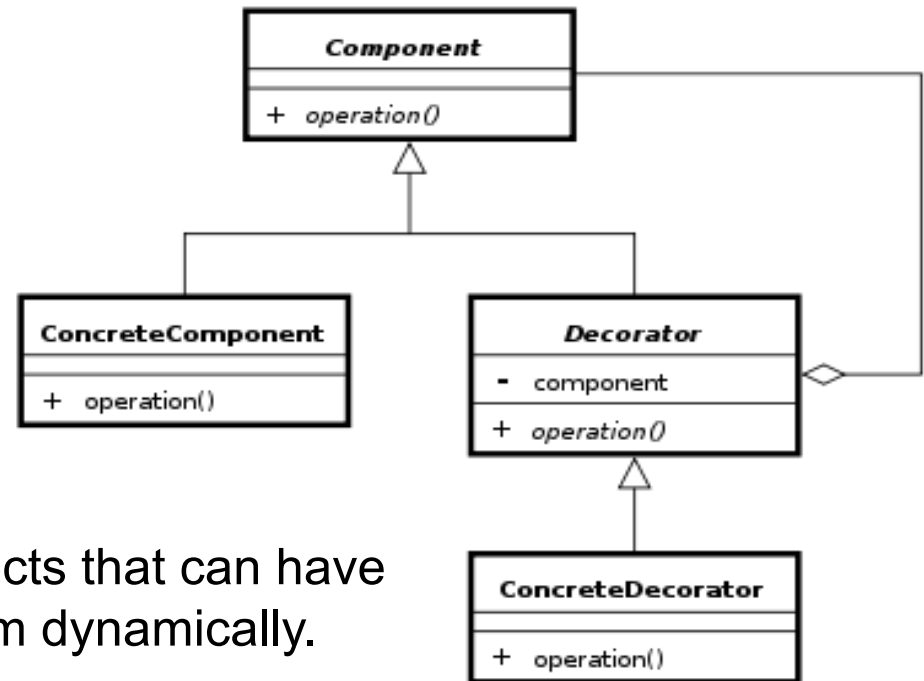 Component
+ operation()
ConcreteComponent
+ operation()
Decorator
- component
+ operation()
cts that can have
m dynamically.
ConcreteDecorator
+ operation()